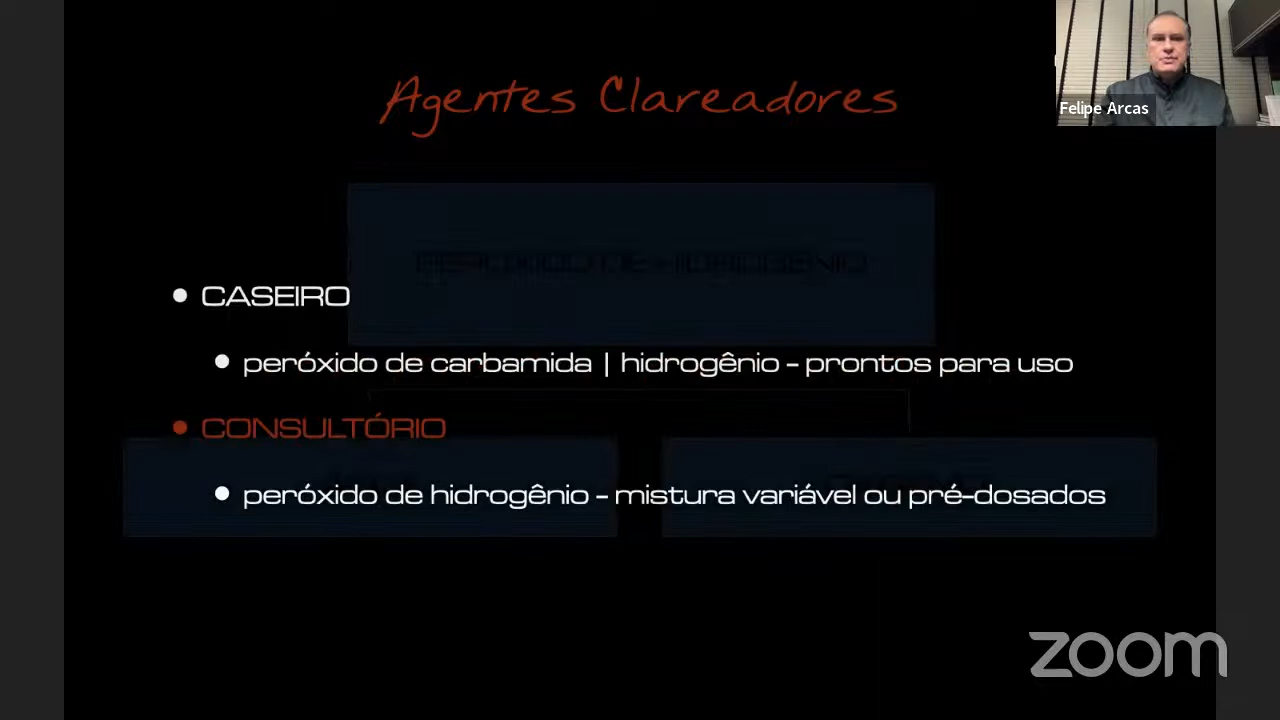 Agentes Clareadores
Felipe Arcas
CASEIRO
peróxido de carbamida | hidrogênio - prontos para uso
CONSULTÓRIO
peróxido de hidrogênio - mistura variável ou pré-dosados
zoom